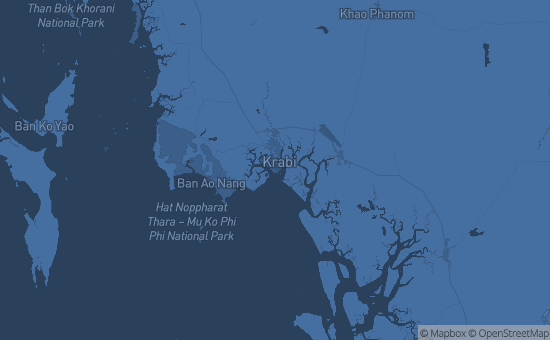 Than Bok Khorani
National Park
Khao Phanom
Ban Ko Yao
Krabi
Ban Ao Nang
Hat Noppharat
Thara – Mu Ko Phi
Phi National Park
© Mapbox © OpenStreetMap